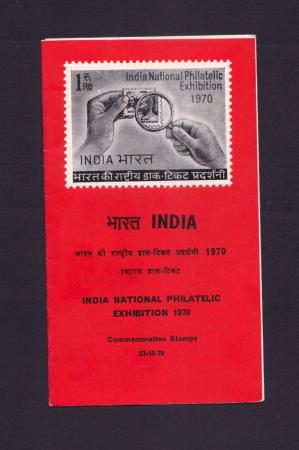 1 रु Re
India National Philatelic
Exhibition
1970
INDIA भारत
भारत की राष्ट्रीय डाक-टिकट प्रदर्शनी
भारत INDIA
भारत की राष्ट्रीय डाक-टिकट प्रदर्शनी 1970
स्मारक डाक-टिकट
INDIA NATIONAL PHILATELIC
EXHIBITION 1970
Commemoration Stamps
23-12-70